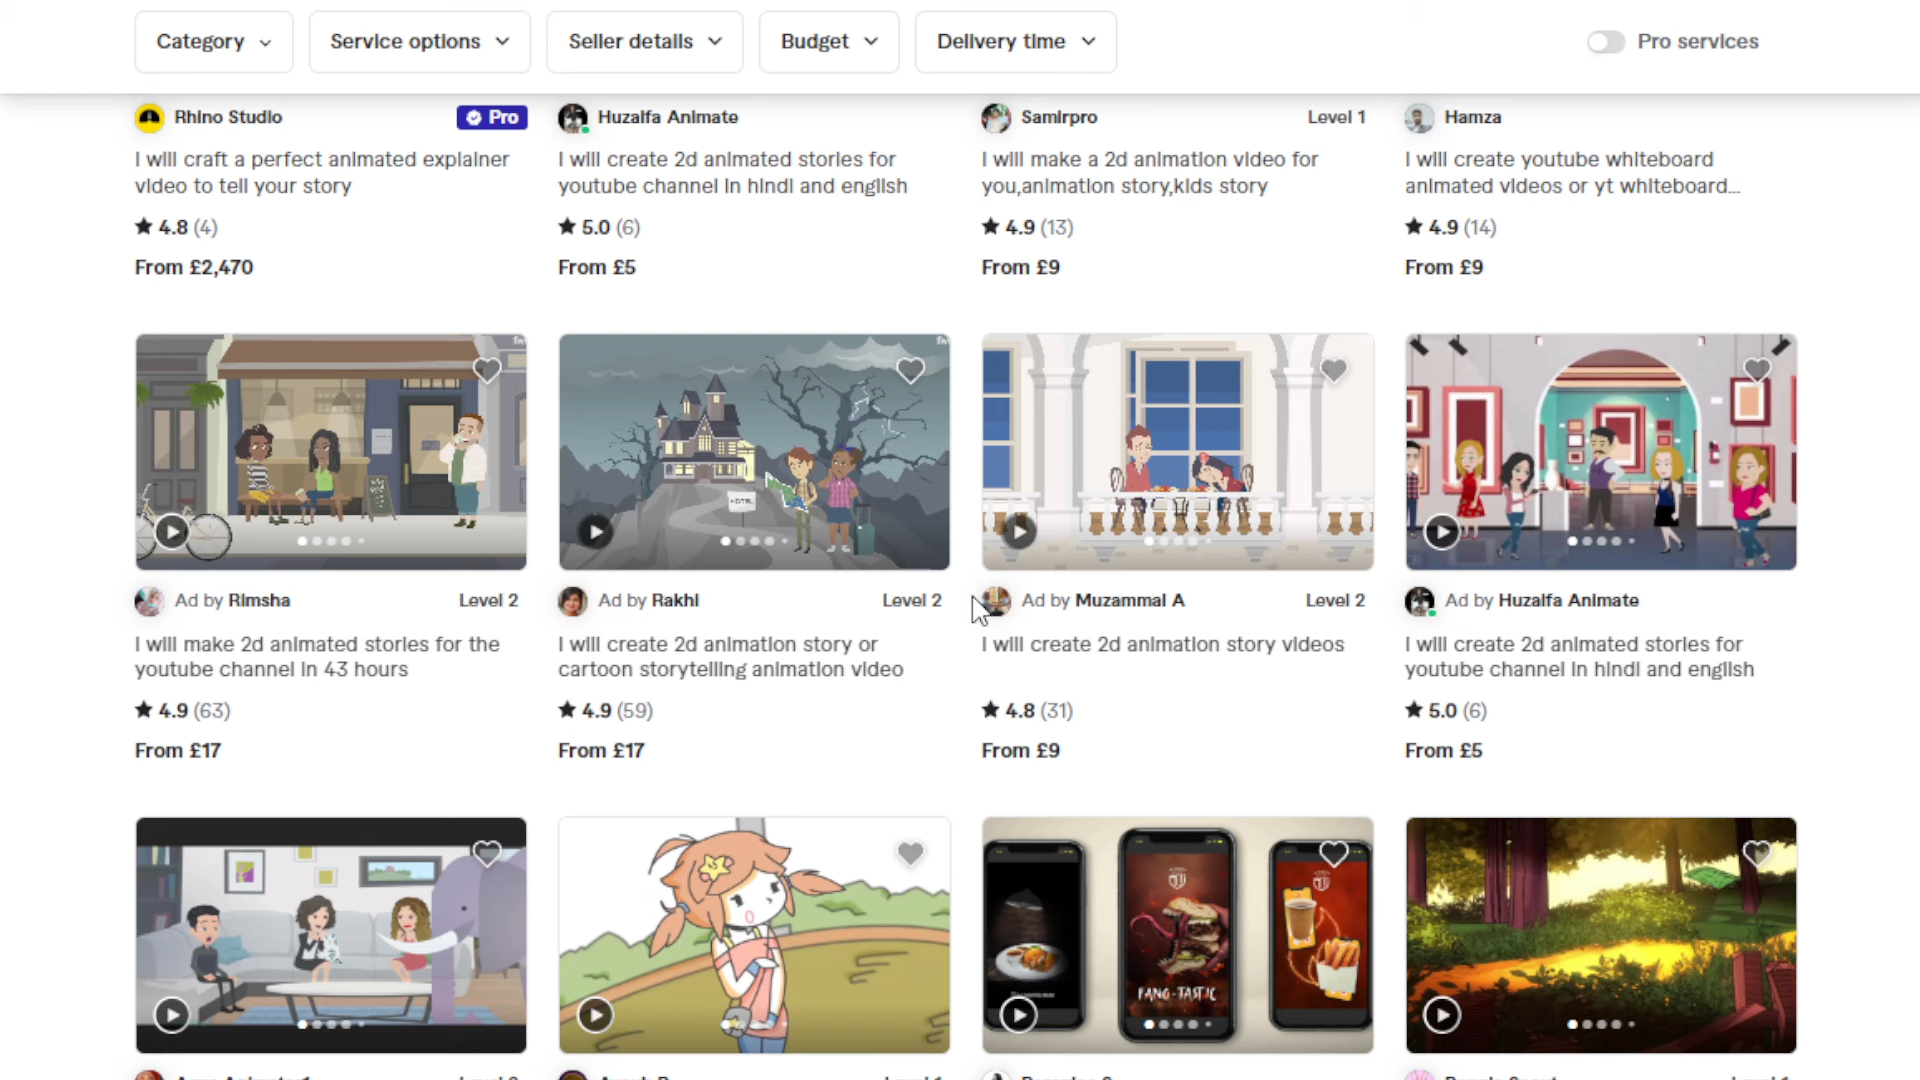 Category
Service options
Seller details
Budget
Delivery time
Pro services
Rhino Studio
Pro
Huzaifa Animate
Samirpro
Level 1
Hamza
I will craft a perfect animated explainer
video to tell your story
I will create 2d animated stories for
youtube channel in hindi and english
I will make a 2d animation video for
you,animation story,kids story
I will create youtube whiteboard
animated videos or yt whiteboard...
4.8 (4)
5.0 (6)
4.9 (13)
4.9 (14)
From £2,470
From £5
From £9
From £9
HOTEL
Ad by Rimsha
Level 2
Ad by Rakhi
Level 2
Ad by Muzammal A
Level 2
Ad by Huzaifa Animate
I will make 2d animated stories for the
youtube channel in 43 hours
I will create 2d animation story or
cartoon storytelling animation video
I will create 2d animation story videos
I will create 2d animated stories for
youtube channel in hindi and english
4.9 (63)
4.9 (59)
4.8 (31)
5.0 (6)
From £17
From £17
From £9
From £5
FANG-TASTIC